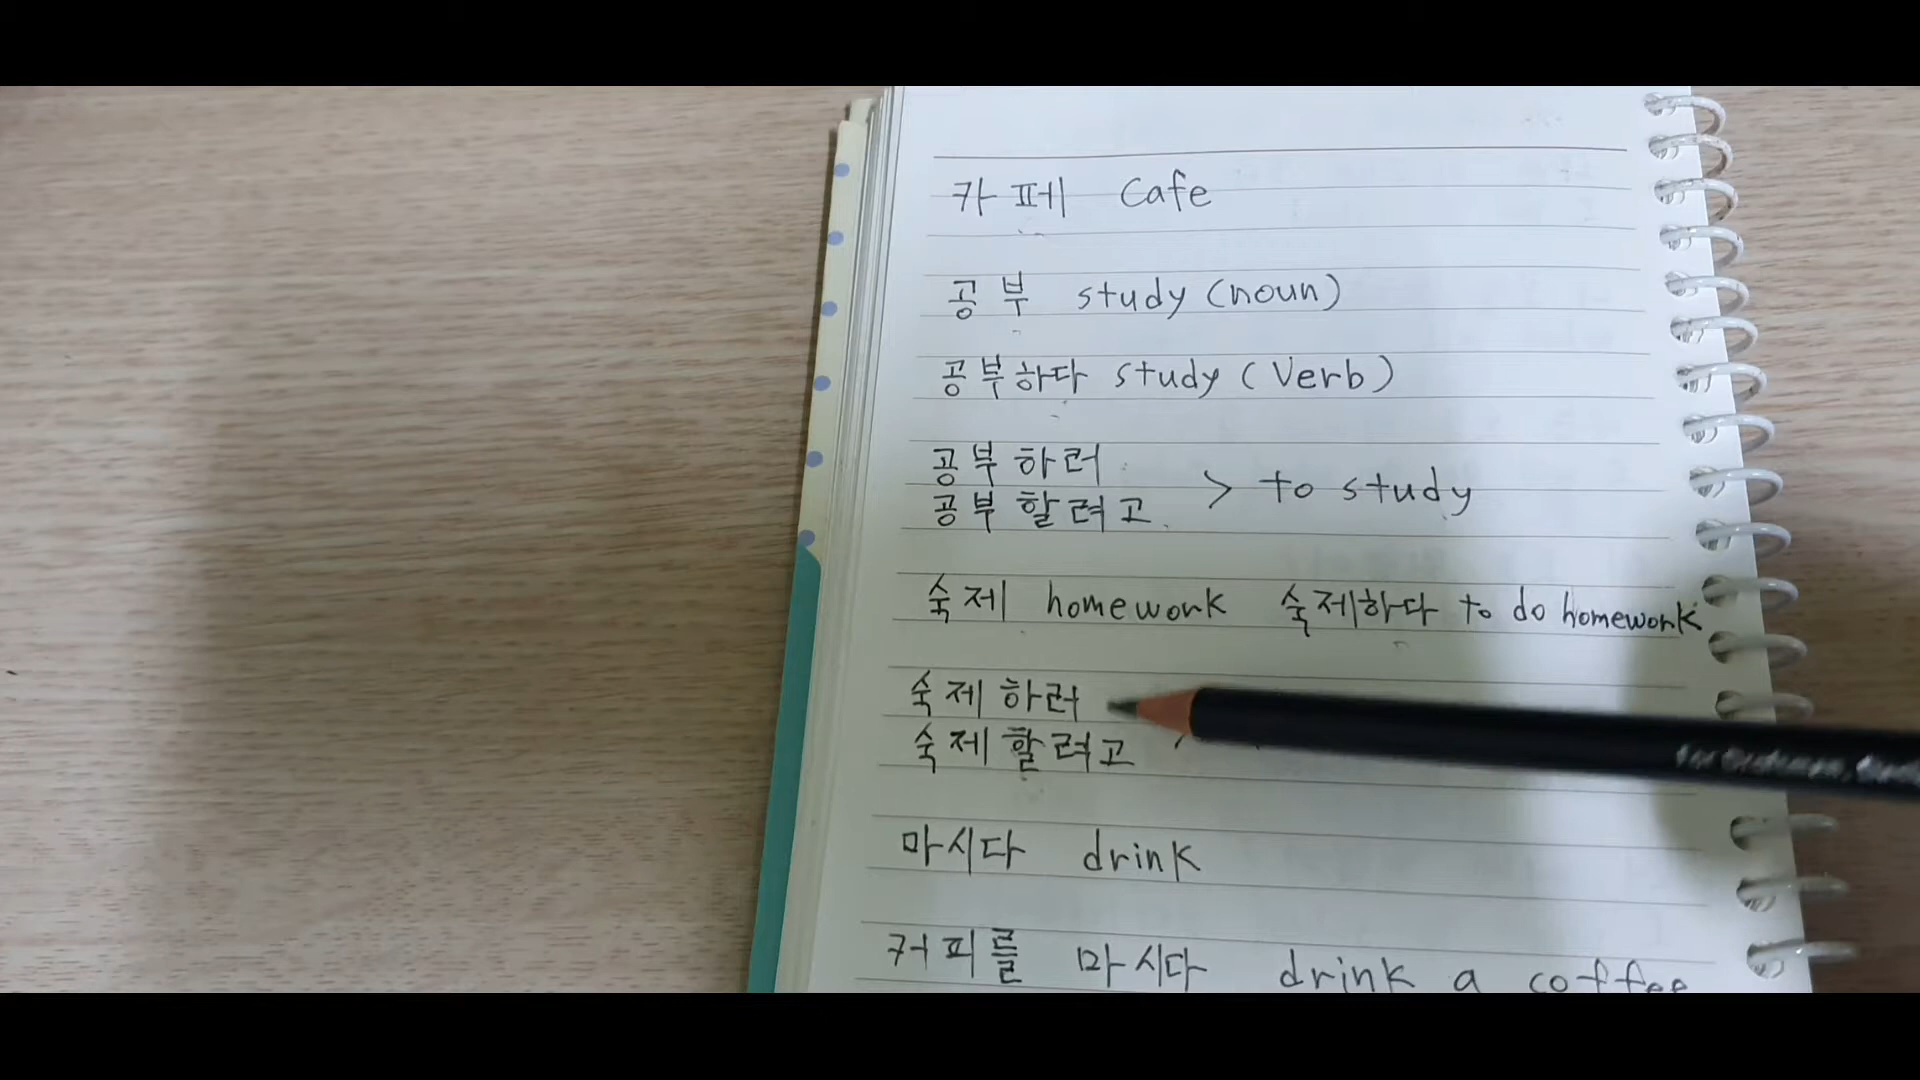 카페 Cafe
공부 study (noun)
공부하다 study (Verb)
공부하러
공부할려고 > to study
숙제 homework 숙제하다 to do homework
숙제하러
숙제할려고
마시다 drink
커피를 마시다 drink a coffee